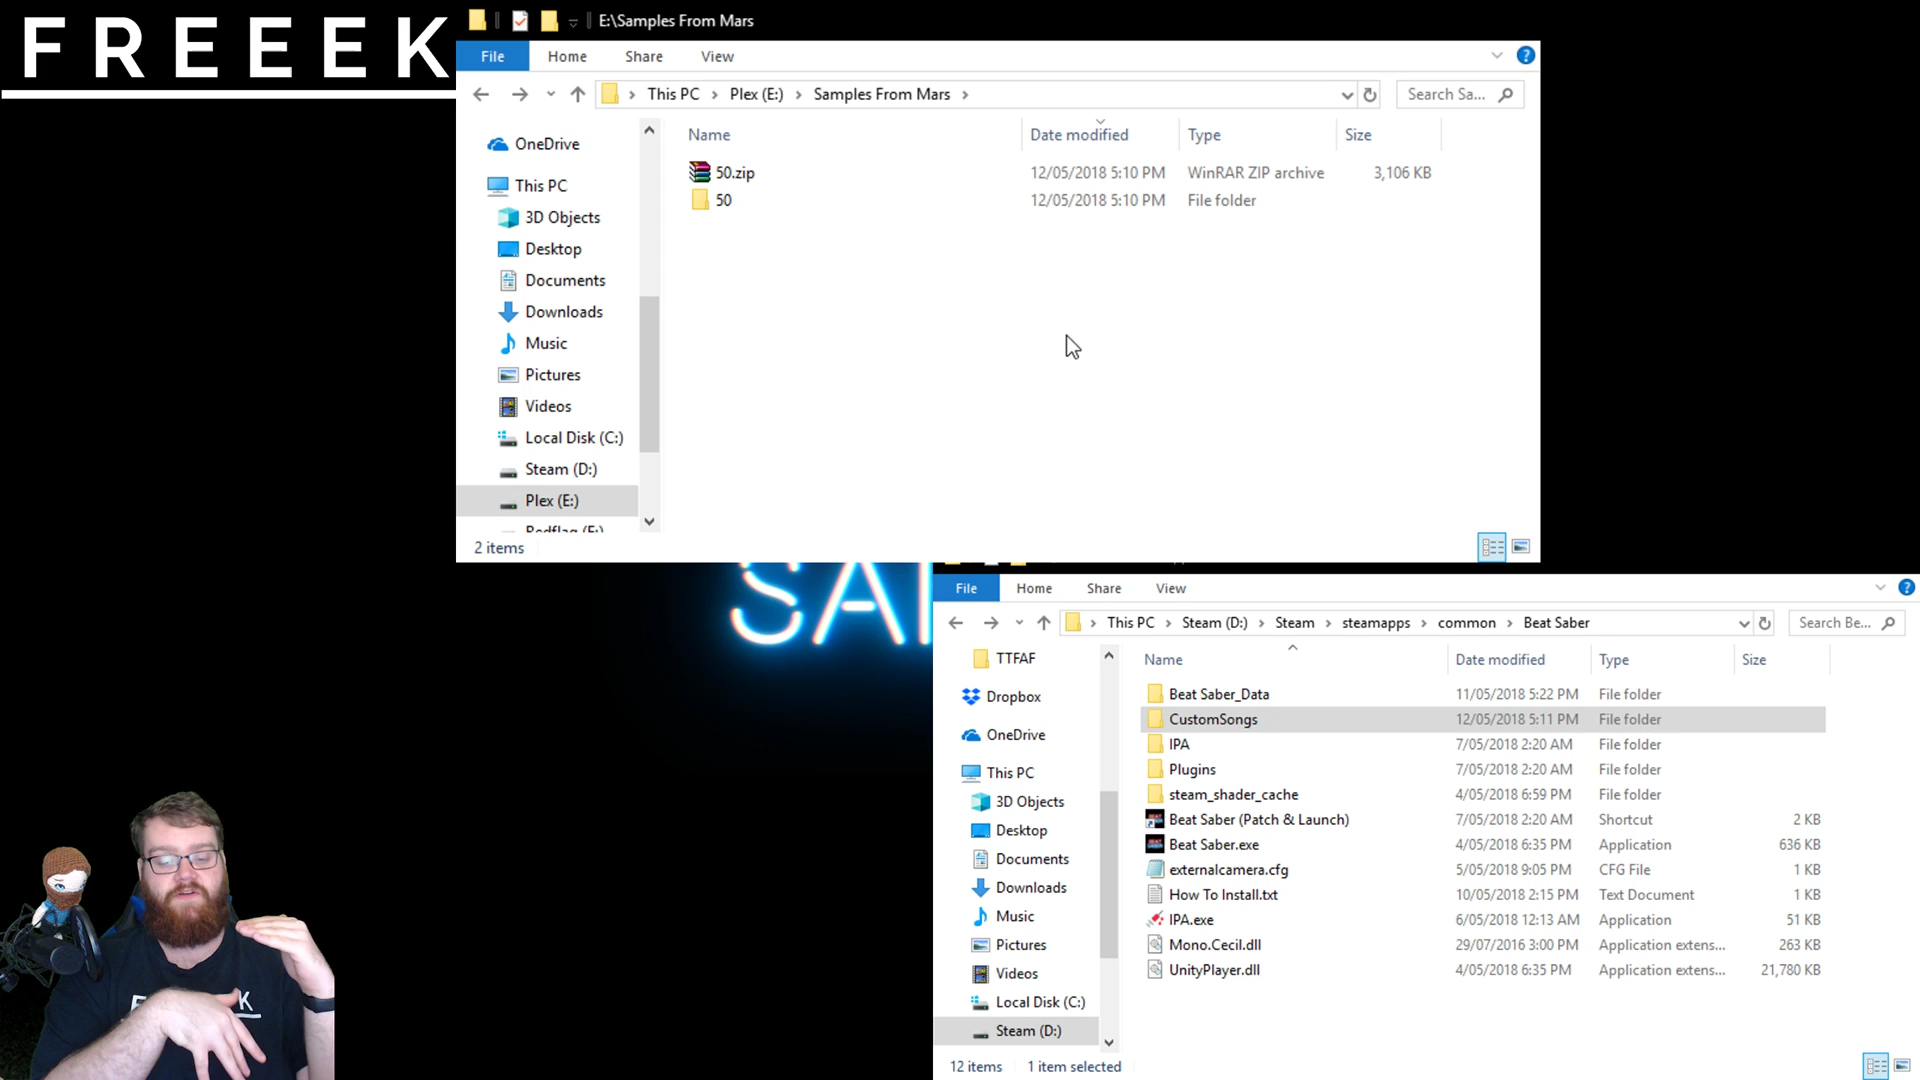 FREEEK
E:\Samples From Mars
File Home Share View
This PC Plex (E:) Samples From Mars
Search Sa...
Name Date modified Type Size
50.zip 12/05/2018 5:10 PM WinRAR ZIP archive 3,106 KB
50 12/05/2018 5:10 PM File folder
OneDrive
This PC
3D Objects
Desktop
Documents
Downloads
Music
Pictures
Videos
Local Disk (C:)
Steam (D:)
Plex (E:)
2 items
File Home Share View
This PC Steam (D:) Steam steamapps common Beat Saber
Search Be...
Name Date modified Type Size
Beat Saber_Data 11/05/2018 5:22 PM File folder
CustomSongs 12/05/2018 5:11 PM File folder
IPA 7/05/2018 2:20 AM File folder
Plugins 7/05/2018 2:20 AM File folder
steam_shader_cache 4/05/2018 6:59 PM File folder
Beat Saber (Patch & Launch) 7/05/2018 2:20 AM Shortcut 2 KB
Beat Saber.exe 4/05/2018 6:35 PM Application 636 KB
externalcamera.cfg 5/05/2018 9:05 PM CFG File 1 KB
How To Install.txt 10/05/2018 2:15 PM Text Document 1 KB
IPA.exe 6/05/2018 12:13 AM Application 51 KB
Mono.Cecil.dll 29/07/2016 3:00 PM Application extens... 263 KB
UnityPlayer.dll 4/05/2018 6:35 PM Application extens... 21,780 KB
TTFAF
Dropbox
OneDrive
This PC
3D Objects
Desktop
Documents
Downloads
Music
Pictures
Videos
Local Disk (C:)
Steam (D:)
12 items 1 item selected